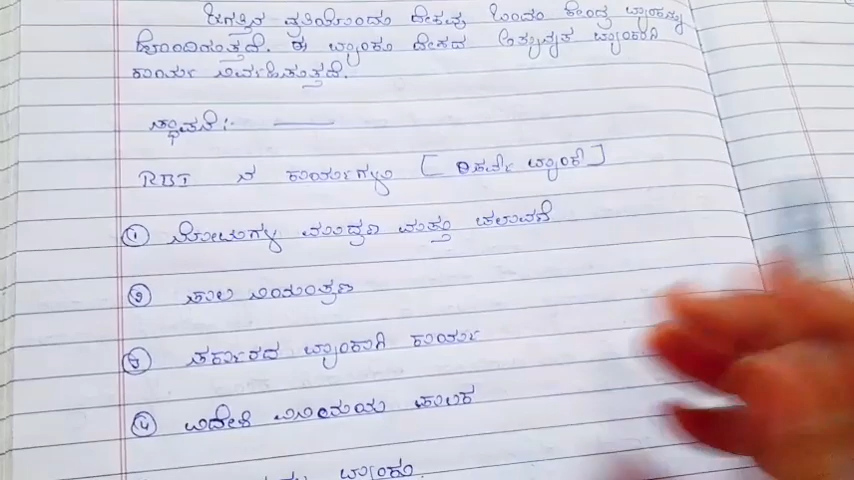 ಜಗತ್ತಿನ ಪ್ರತಿಯೊಂದು ದೇಶವು ಒಂದು ಕೇಂದ್ರ ಬ್ಯಾಂಕನ್ನು
ಹೊಂದಿರುತ್ತದೆ. ಈ ಬ್ಯಾಂಕು ದೇಶದ ಅತ್ಯುನ್ನತ ಬ್ಯಾಂಕಾಗಿ
ಕಾರ್ಯ ನಿರ್ವಹಿಸುತ್ತದೆ.
ಸ್ಥಾಪನೆ :-
RBI ನ ಕಾರ್ಯಗಳು [ ರಿಸರ್ವ್ ಬ್ಯಾಂಕ್ ]
① ನೋಟುಗಳ ಮುದ್ರಣ ಮತ್ತು ಚಲಾವಣೆ
② ಸಾಲ ನಿಯಂತ್ರಣ
③ ಸರ್ಕಾರದ ಬ್ಯಾಂಕಾಗಿ ಕಾರ್ಯ
④ ವಿದೇಶಿ ವಿನಿಮಯ ಪಾಲಕ
ಬ್ಯಾಂಕು.